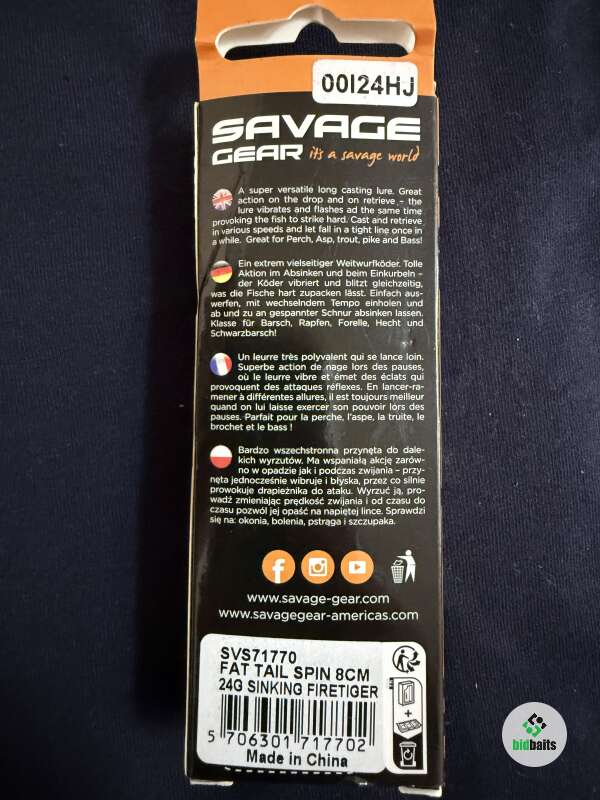 00I24HJ
SAVAGE
GEAR it's a savage world
A super versatile long casting lure. Great
action on the drop and on retrieve – the
lure vibrates and flashes ad the same time
provoking the fish to strike hard. Cast and retrieve
in various speeds and let fall in a tight line once in
a while. Great for Perch, Asp, trout, pike and Bass!
Ein extrem vielseitiger Weitwurfköder. Tolle
Aktion im Absinken und beim Einkurbeln –
der Köder vibriert und blitzt gleichzeitig,
was die Fische hart zupacken lässt. Einfach aus-
werfen, mit wechselndem Tempo einholen und
ab und zu an gespannter Schnur absinken lassen.
Klasse für Barsch, Rapfen, Forelle, Hecht und
Schwarzbarsch!
Un leurre très polyvalent qui se lance loin.
Superbe action de nage lors des pauses,
où le leurre vibre et émet des éclats qui
provoquent des attaques réflexes. En lancer-ra-
mener à différentes allures, il est toujours meilleur
quand on lui laisse exercer son pouvoir lors des
pauses. Parfait pour la perche, l'aspe, la truite, le
brochet et le bass !
Bardzo wszechstronna przynęta do dale-
kich wyrzutów. Ma wspaniałą akcję zarów-
no w opadzie jak i podczas zwijania – przy-
nęta jednocześnie wibruje i błyska, przez co silnie
prowokuje drapieżnika do ataku. Wyrzuć ją, pro-
wadź zmieniając prędkość zwijania i od czasu do
czasu pozwól jej opaść na napiętej lince. Sprawdzi
się na: okonia, bolenia, pstrąga i szczupaka.
www.savage-gear.com
www.savagegear-americas.com
SVS71770
FAT TAIL SPIN 8CM
24G SINKING FIRETIGER
5 706301 717702
Made in China
+
bidbaits